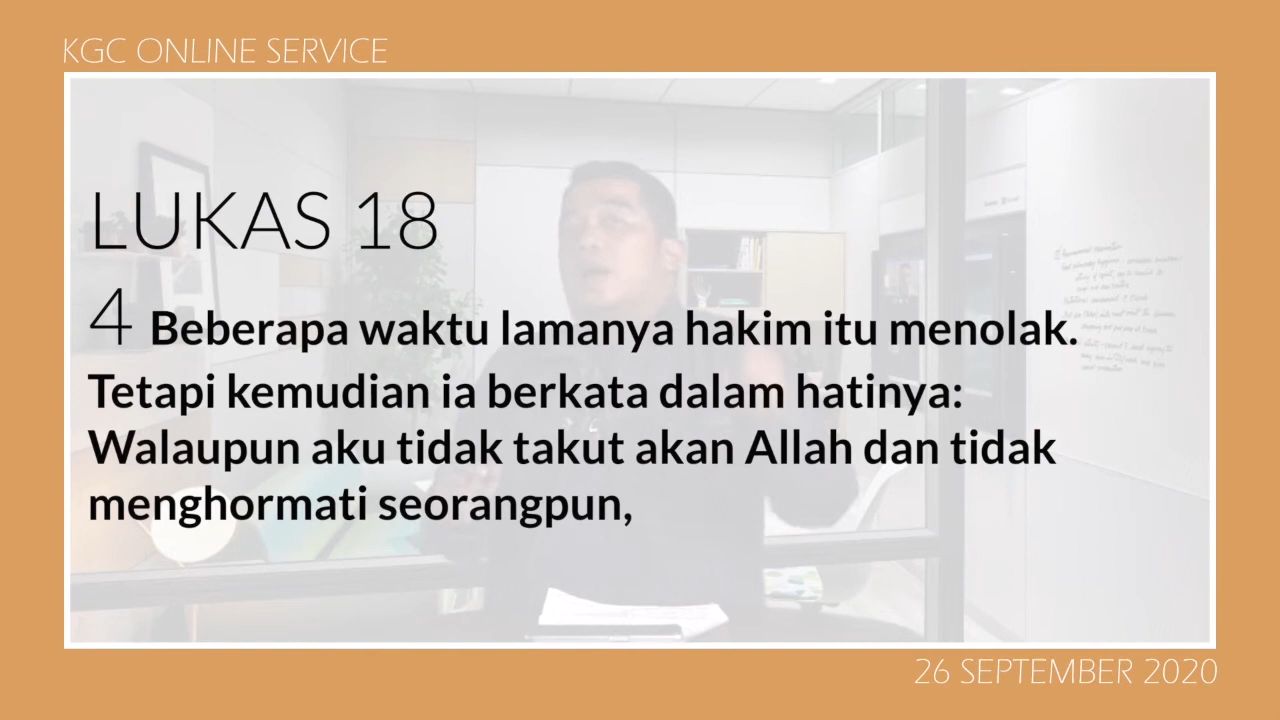 KGC ONLINE SERVICE
LUKAS 18
4 Beberapa waktu lamanya hakim itu menolak.
Tetapi kemudian ia berkata dalam hatinya:
Walaupun aku tidak takut akan Allah dan tidak
menghormati seorangpun,
26 SEPTEMBER 2020